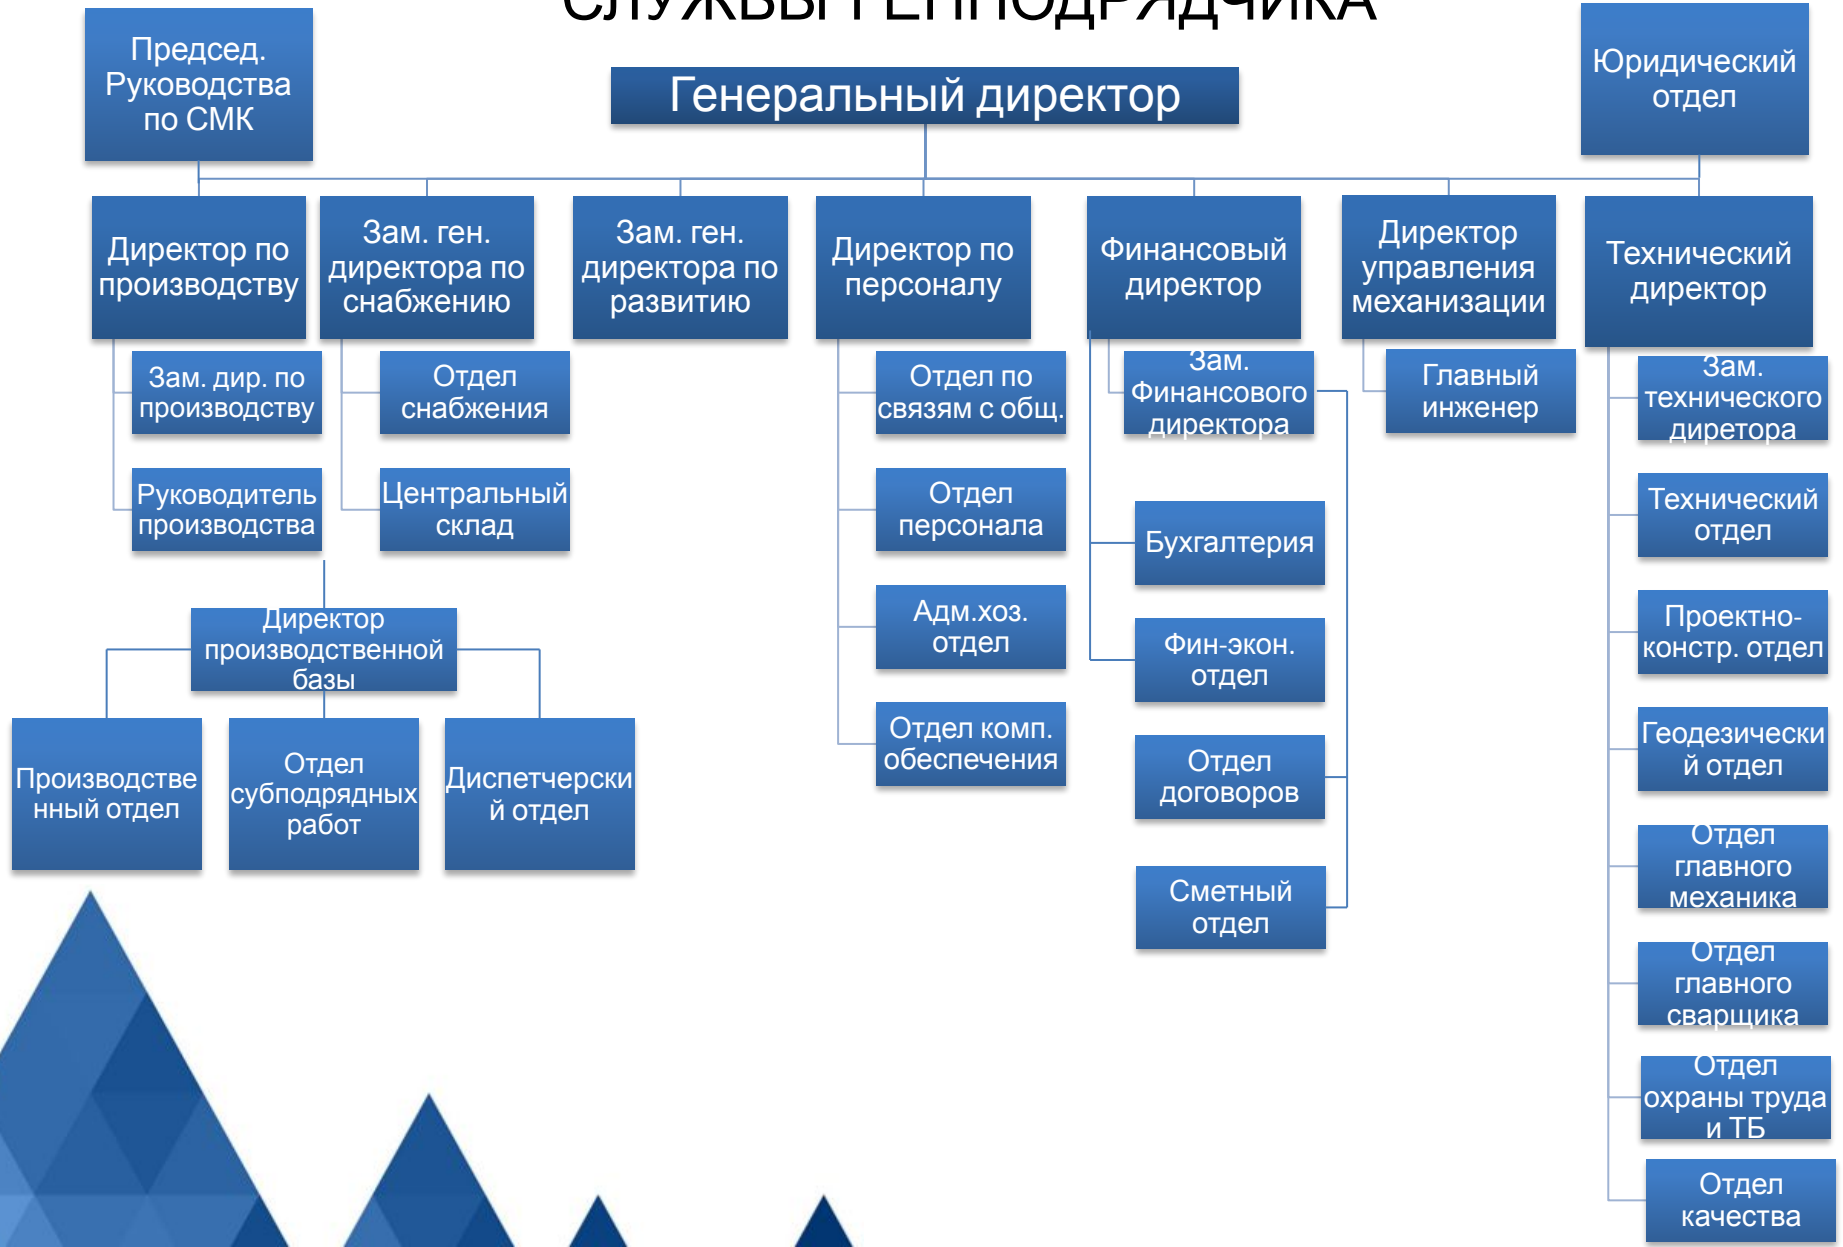 СЛУЖБЫ ГЕНПОДРЯДЧИКА
Председ.
Руководства
по СМК
Генеральный директор
Юридический
отдел
Директор по
производству
Зам. ген.
директора по
снабжению
Зам. ген.
директора по
развитию
Директор по
персоналу
Финансовый
директор
Директор
управления
механизации
Технический
директор
Зам. дир. по
производству
Руководитель
производства
Отдел
снабжения
Центральный
склад
Директор
производственной
базы
Производстве
нный отдел
Отдел
субподрядных
работ
Диспетчерски
й отдел
Отдел по
связям с общ.
Отдел
персонала
Адм.хоз.
отдел
Отдел комп.
обеспечения
Зам.
Финансового
директора
Бухгалтерия
Фин-экон.
отдел
Отдел
договоров
Сметный
отдел
Главный
инженер
Зам.
технического
диретора
Технический
отдел
Проектно-
констр. отдел
Геодезически
й отдел
Отдел
главного
механика
Отдел
главного
сварщика
Отдел
охраны труда
и ТБ
Отдел
качества